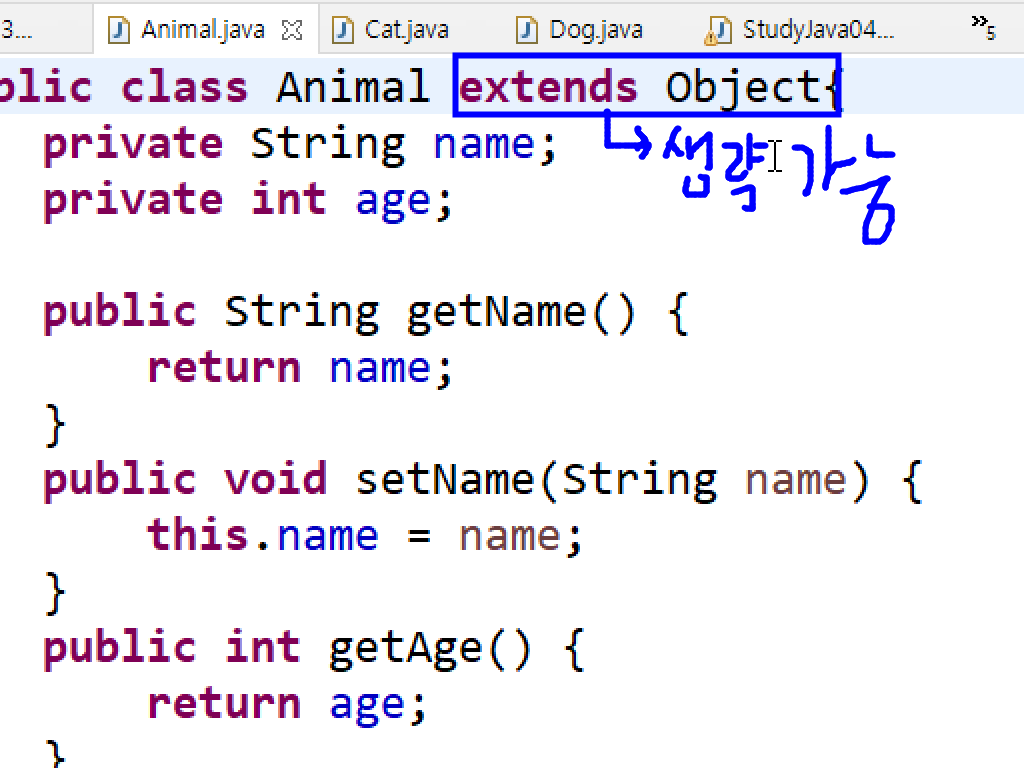 3... Animal.java Cat.java Dog.java StudyJava04... »5
blic class Animal extends Object{
private String name; 생략 가능
private int age;
public String getName() {
return name;
}
public void setName(String name) {
this.name = name;
}
public int getAge() {
return age;
}